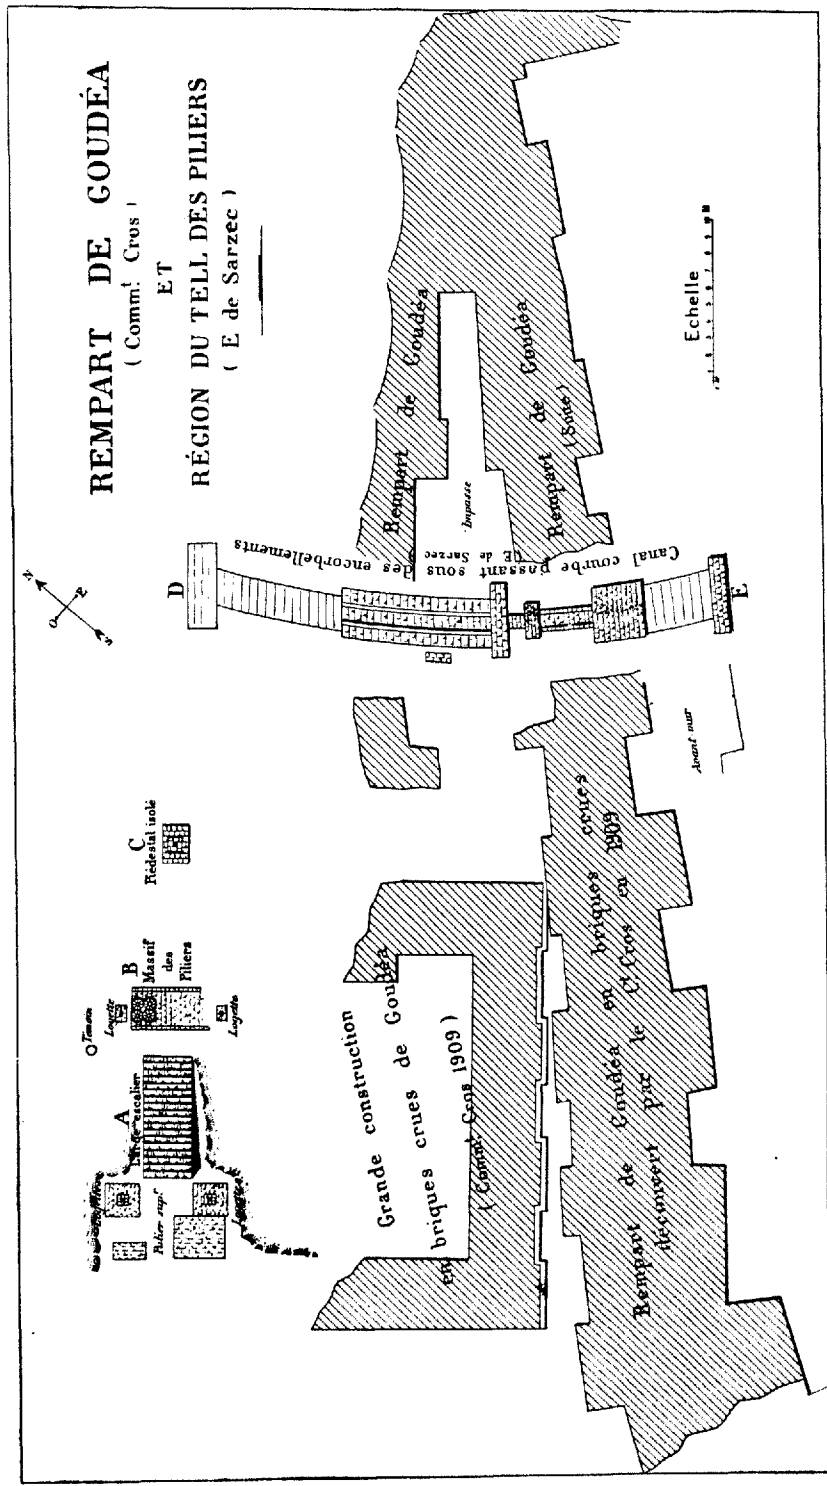 REMPART DE GOUDÉA
( Commt Cros )
ET
RÉGION DU TELL DES PILIERS
( E de Sarzec )
N
E
O
S
D
Canal courbe passant sous des encorbellements
( E de Sarzec )
E
C
Piédestal isolé
B
Massif
des
Piliers
Logette
Logette
A
escalier
Palier supr
Grande construction
en briques crues de Goudéa
( Commt Cros 1909 )
Rempart de Goudéa
Impasse
Rempart de Goudéa
(Suite)
Avant-mur
Rempart de Goudéa en briques crues
découvert par le Ct Cros en 1909
Echelle